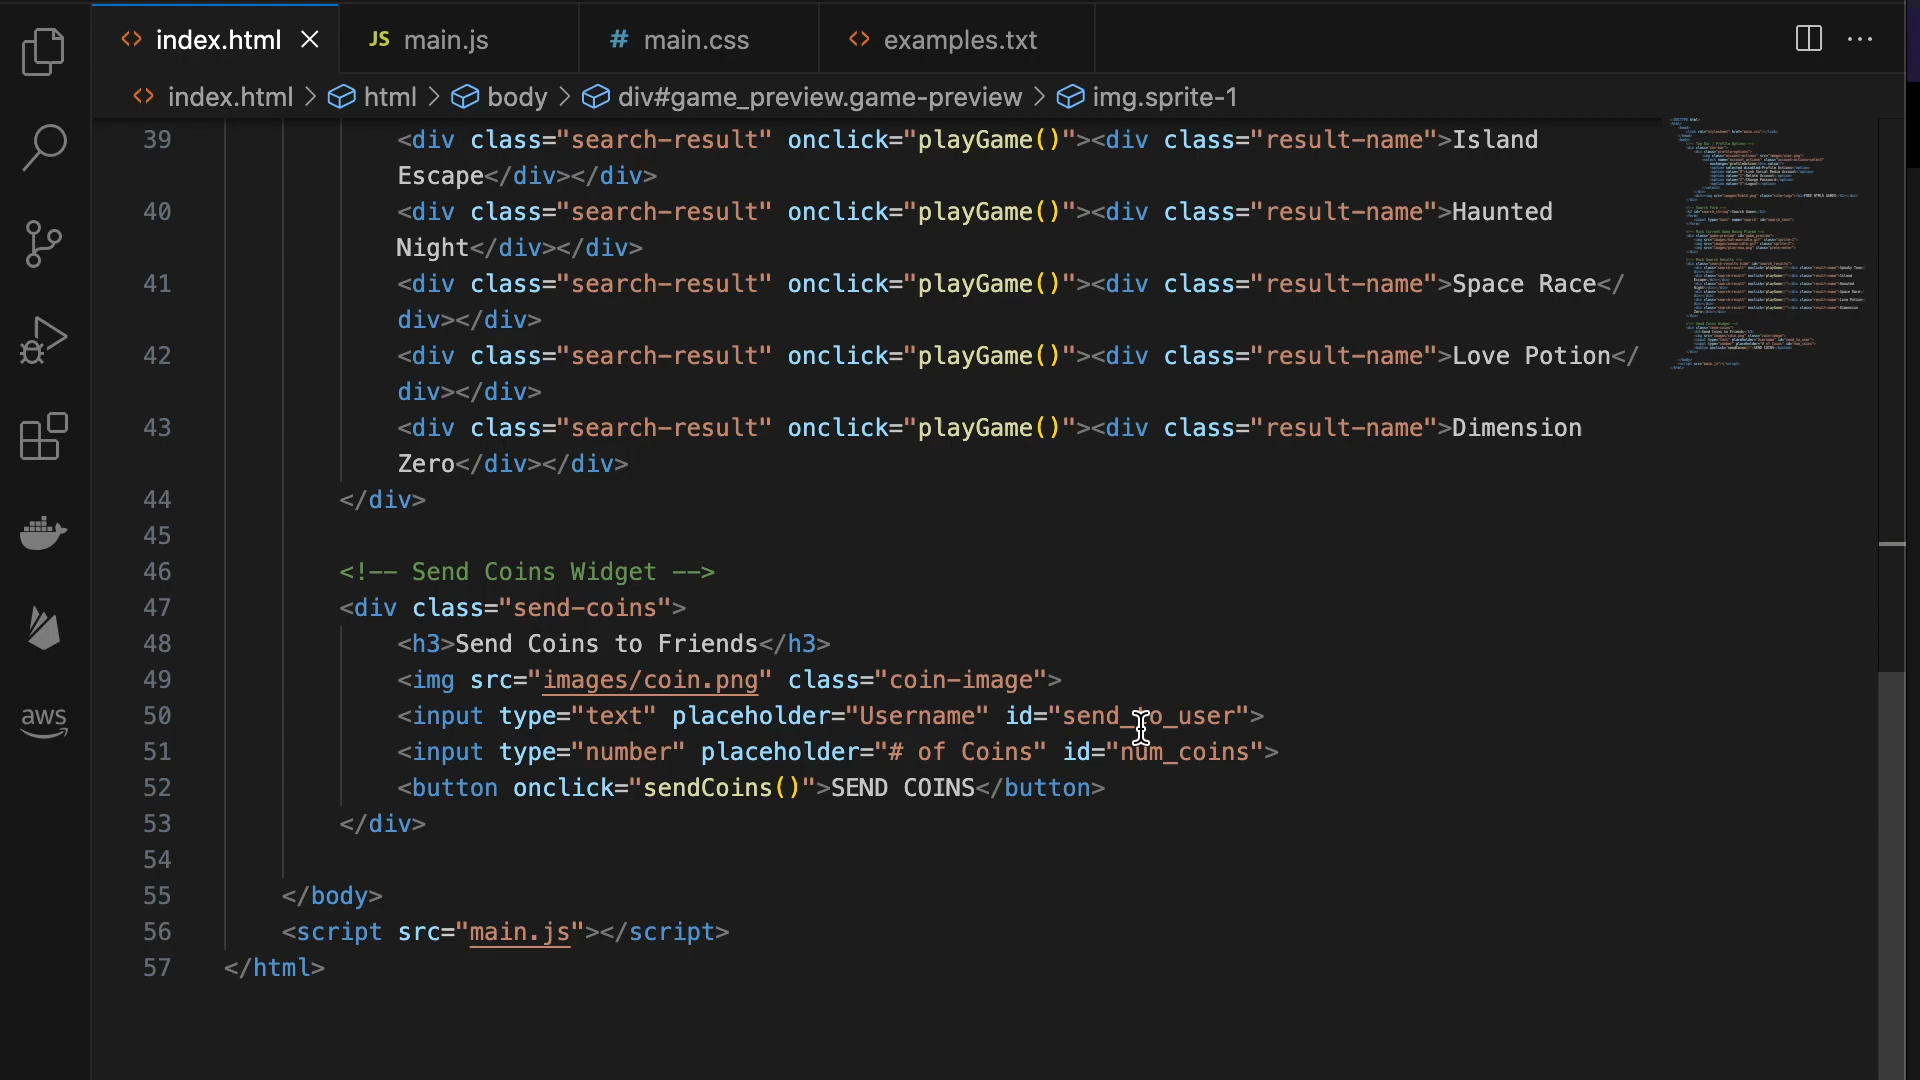 index.html
JS main.js
# main.css
examples.txt
index.html > html > body > div#game_preview.game-preview > img.sprite-1
39 <div class="search-result" onclick="playGame()"><div class="result-name">Island
Escape</div></div>
40 <div class="search-result" onclick="playGame()"><div class="result-name">Haunted
Night</div></div>
41 <div class="search-result" onclick="playGame()"><div class="result-name">Space Race</
div></div>
42 <div class="search-result" onclick="playGame()"><div class="result-name">Love Potion</
div></div>
43 <div class="search-result" onclick="playGame()"><div class="result-name">Dimension
Zero</div></div>
44 </div>
45
46 <!-- Send Coins Widget -->
47 <div class="send-coins">
48 <h3>Send Coins to Friends</h3>
49 <img src="images/coin.png" class="coin-image">
50 <input type="text" placeholder="Username" id="send_to_user">
51 <input type="number" placeholder="# of Coins" id="num_coins">
52 <button onclick="sendCoins()">SEND COINS</button>
53 </div>
54
55 </body>
56 <script src="main.js"></script>
57 </html>
aws